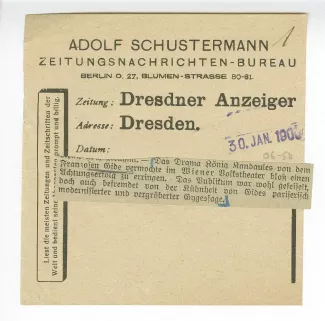 1
ADOLF SCHUSTERMANN
ZEITUNGSNACHRICHTEN-BUREAU
BERLIN O. 27, BLUMEN-STRASSE 80-81.
Liest die meisten Zeitungen und Zeitschriften der
Welt und bedient seine prompt und billig.
Zeitung: Dresdner Anzeiger
Adresse: Dresden.
Datum:
30. JAN. 190
— Das Drama König Kandaules von dem
Franzosen Gide vermochte im Wiener Volkstheater bloß einen
Achtungserfolg zu erringen. Das Publikum war wohl gefesselt,
doch auch befremdet von der Kühnheit von Gides pariserisch
modernisierter und vergröberter Gygessage.